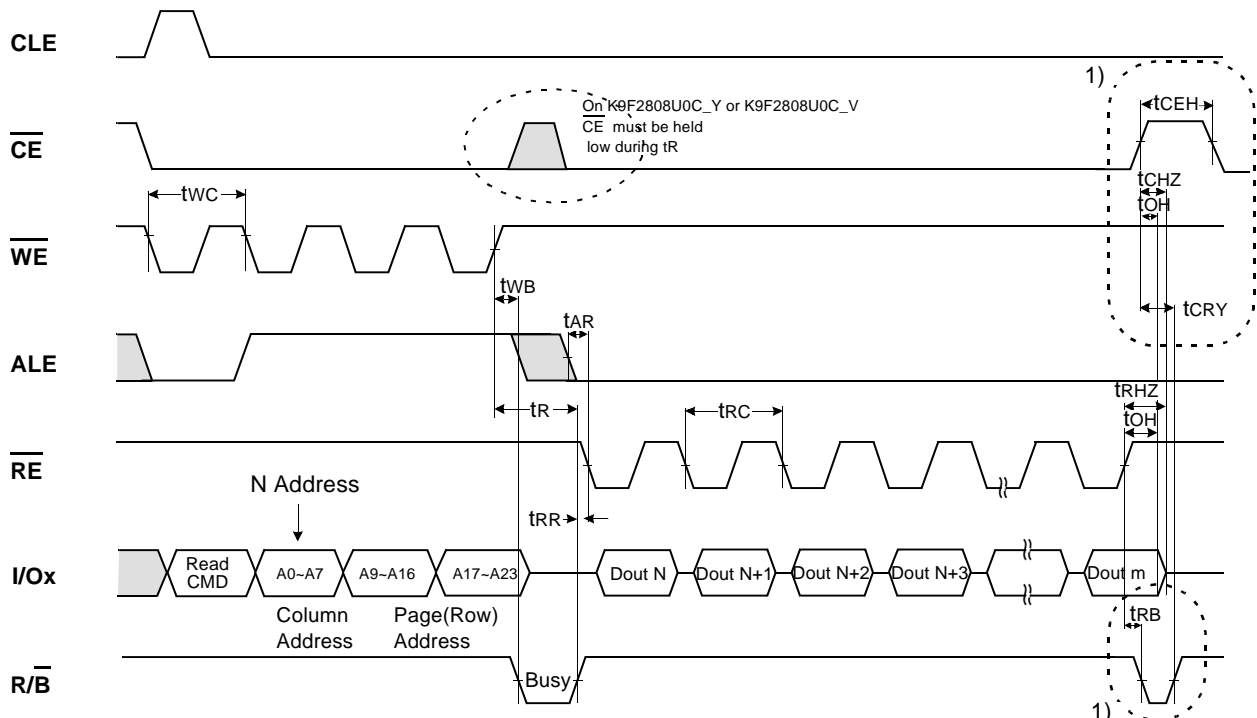 CLE
1)
tCEH
On K9F2808U0C_Y or K9F2808U0C_V
CE must be held
low during tR
CE
tCHZ
tOH
tWC
WE
tWB
tCRY
tAR
ALE
tRHZ
tR
tRC
tOH
RE
N Address
tRR
I/Ox
Read
CMD
A0~A7
A9~A16
A17~A23
Dout N
Dout N+1
Dout N+2
Dout N+3
Dout m
Column
Address
Page(Row)
Address
tRB
R/B
Busy
1)